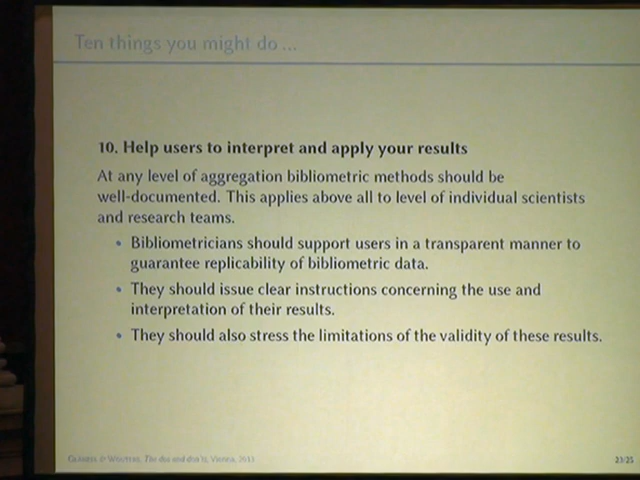 Ten things you might do ...
10. Help users to interpret and apply your results
At any level of aggregation bibliometric methods should be
well-documented. This applies above all to level of individual scientists
and research teams.
• Bibliometricians should support users in a transparent manner to
guarantee replicability of bibliometric data.
• They should issue clear instructions concerning the use and
interpretation of their results.
• They should also stress the limitations of the validity of these results.
The dos and don'ts, Vienna, 2013
23/25